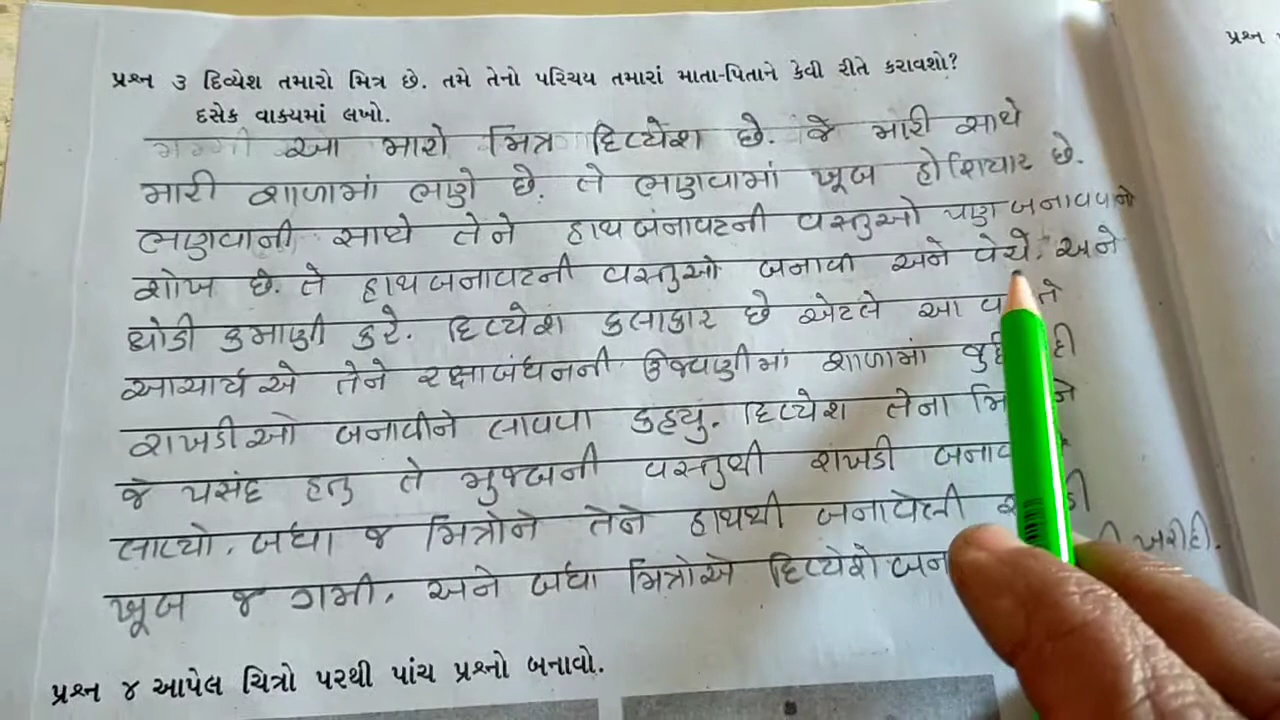 પ્રશ્ન
પ્રશ્ન ૩ દિવ્યેશ તમારો મિત્ર છે. તમે તેનો પરિચય તમારાં માતા-પિતાને કેવી રીતે કરાવશો?
દસેક વાક્યમાં લખો.
આ મારો મિત્ર દિવ્યેશ છે. જે મારી સાથે
મારી શાળામાં ભણે છે. તે ભણવામાં ખૂબ હોશિયાર છે.
ભણવાની સાથે તેને હાથબનાવટની વસ્તુઓ પણ બનાવવાનો
શોખ છે. તે હાથબનાવટની વસ્તુઓ બનાવી અને વેચે. અને
થોડી કમાણી કરે. દિવ્યેશ કલાકાર છે એટલે આ
આચાર્ય એ તેને રક્ષાબંધનની ઉજવણીમાં શાળામાં
રાખડીઓ બનાવીને લાવવા કહ્યું. દિવ્યેશ તેના
જે પસંદ હતુ તે મુજબની વસ્તુથી રાખડી
લાવ્યો. બધા જ મિત્રોને તેને હાથથી બનાવેલી
ખૂબ જ ગમી. અને બધા મિત્રોએ દિવ્યેશે ખરીદી.
પ્રશ્ન ૪ આપેલ ચિત્રો પરથી પાંચ પ્રશ્નો બનાવો.